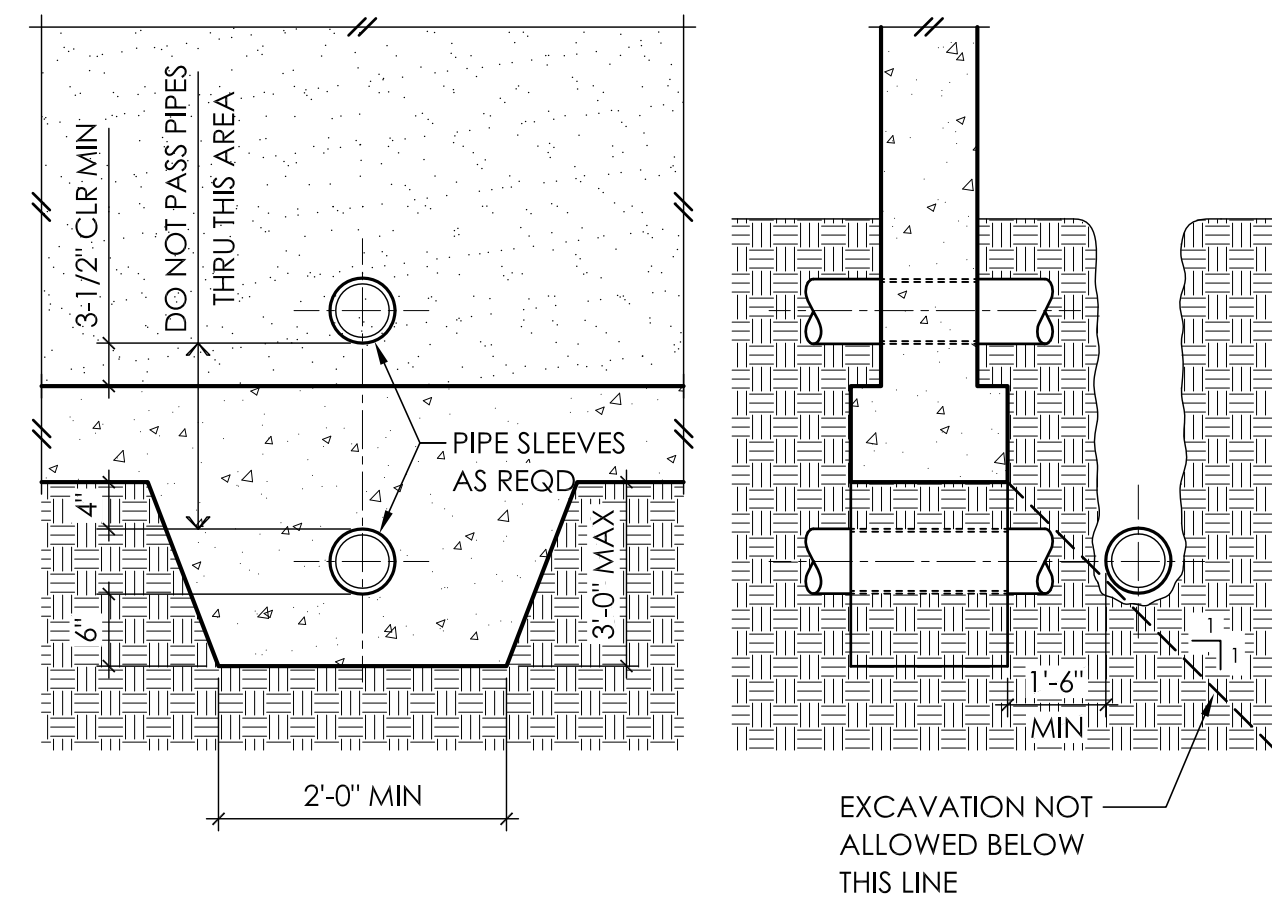 3-1/2" CLR MIN
DO NOT PASS PIPES
THRU THIS AREA
PIPE SLEEVES
AS REQD
4"
6"
3'-0" MAX
2'-0" MIN
1
1
1'-6"
MIN
EXCAVATION NOT
ALLOWED BELOW
THIS LINE